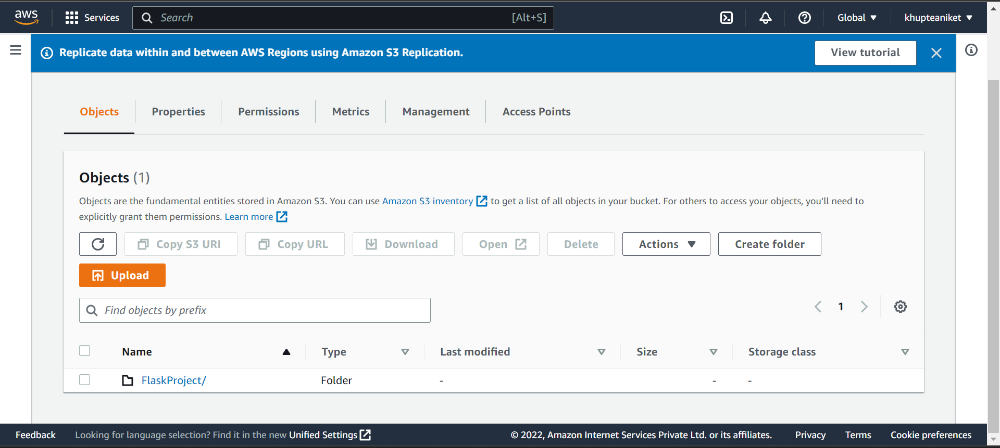 aws Services Search [Alt+S] Global khupteaniket
Replicate data within and between AWS Regions using Amazon S3 Replication. View tutorial
Objects Properties Permissions Metrics Management Access Points
Objects (1)
Objects are the fundamental entities stored in Amazon S3. You can use Amazon S3 inventory to get a list of all objects in your bucket. For others to access your objects, you’ll need to
explicitly grant them permissions. Learn more
Copy S3 URI Copy URL Download Open Delete Actions Create folder
Upload
Find objects by prefix 1
Name Type Last modified Size Storage class
FlaskProject/ Folder - - -
Feedback Looking for language selection? Find it in the new Unified Settings © 2022, Amazon Internet Services Private Ltd. or its affiliates. Privacy Terms Cookie preferences